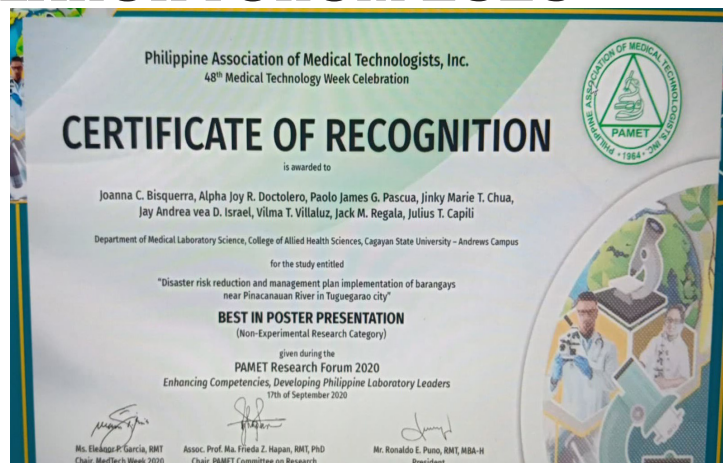 Philippine Association of Medical Technologists, Inc.
48th Medical Technology Week Celebration
CERTIFICATE OF RECOGNITION
is awarded to
Joanna C. Bisquerra, Alpha Joy R. Doctolero, Paolo James G. Pascua, Jinky Marie T. Chua,
Jay Andrea vea D. Israel, Vilma T. Villaluz, Jack M. Regala, Julius T. Capili
Department of Medical Laboratory Science, College of Allied Health Sciences, Cagayan State University – Andrews Campus
for the study entitled
"Disaster risk reduction and management plan implementation of barangays
near Pinacanauan River in Tuguegarao city"
BEST IN POSTER PRESENTATION
(Non-Experimental Research Category)
given during the
PAMET Research Forum 2020
Enhancing Competencies, Developing Philippine Laboratory Leaders
17th of September 2020
Ms. Eleanor P. Garcia, RMT
Chair, MedTech Week 2020
Assoc. Prof. Ma. Frieda Z. Hapan, RMT, PhD
Chair, PAMET Committee on Research
Mr. Ronaldo E. Puno, RMT, MBA-H
President
PHILIPPINE ASSOCIATION OF MEDICAL TECHNOLOGISTS, INC.
PAMET
1964